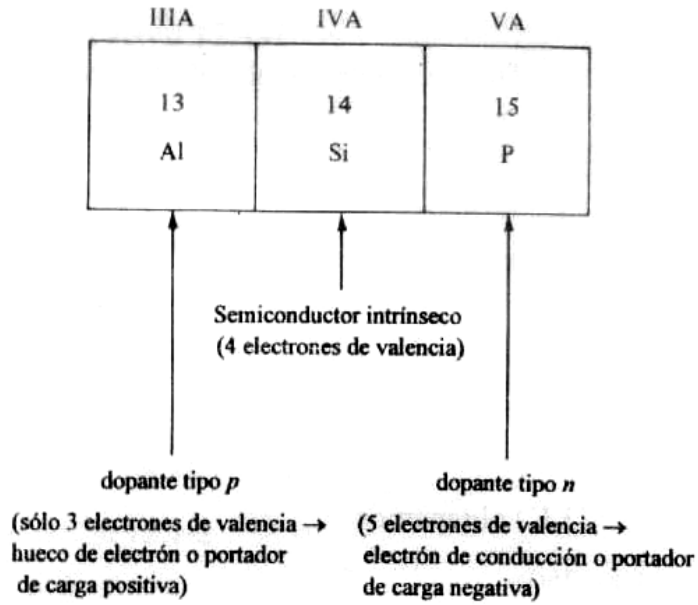 IIIA IVA VA
13 14 15
Al Si P
Semiconductor intrínseco
(4 electrones de valencia)
dopante tipo p
(sólo 3 electrones de valencia →
hueco de electrón o portador
de carga positiva)
dopante tipo n
(5 electrones de valencia →
electrón de conducción o portador
de carga negativa)